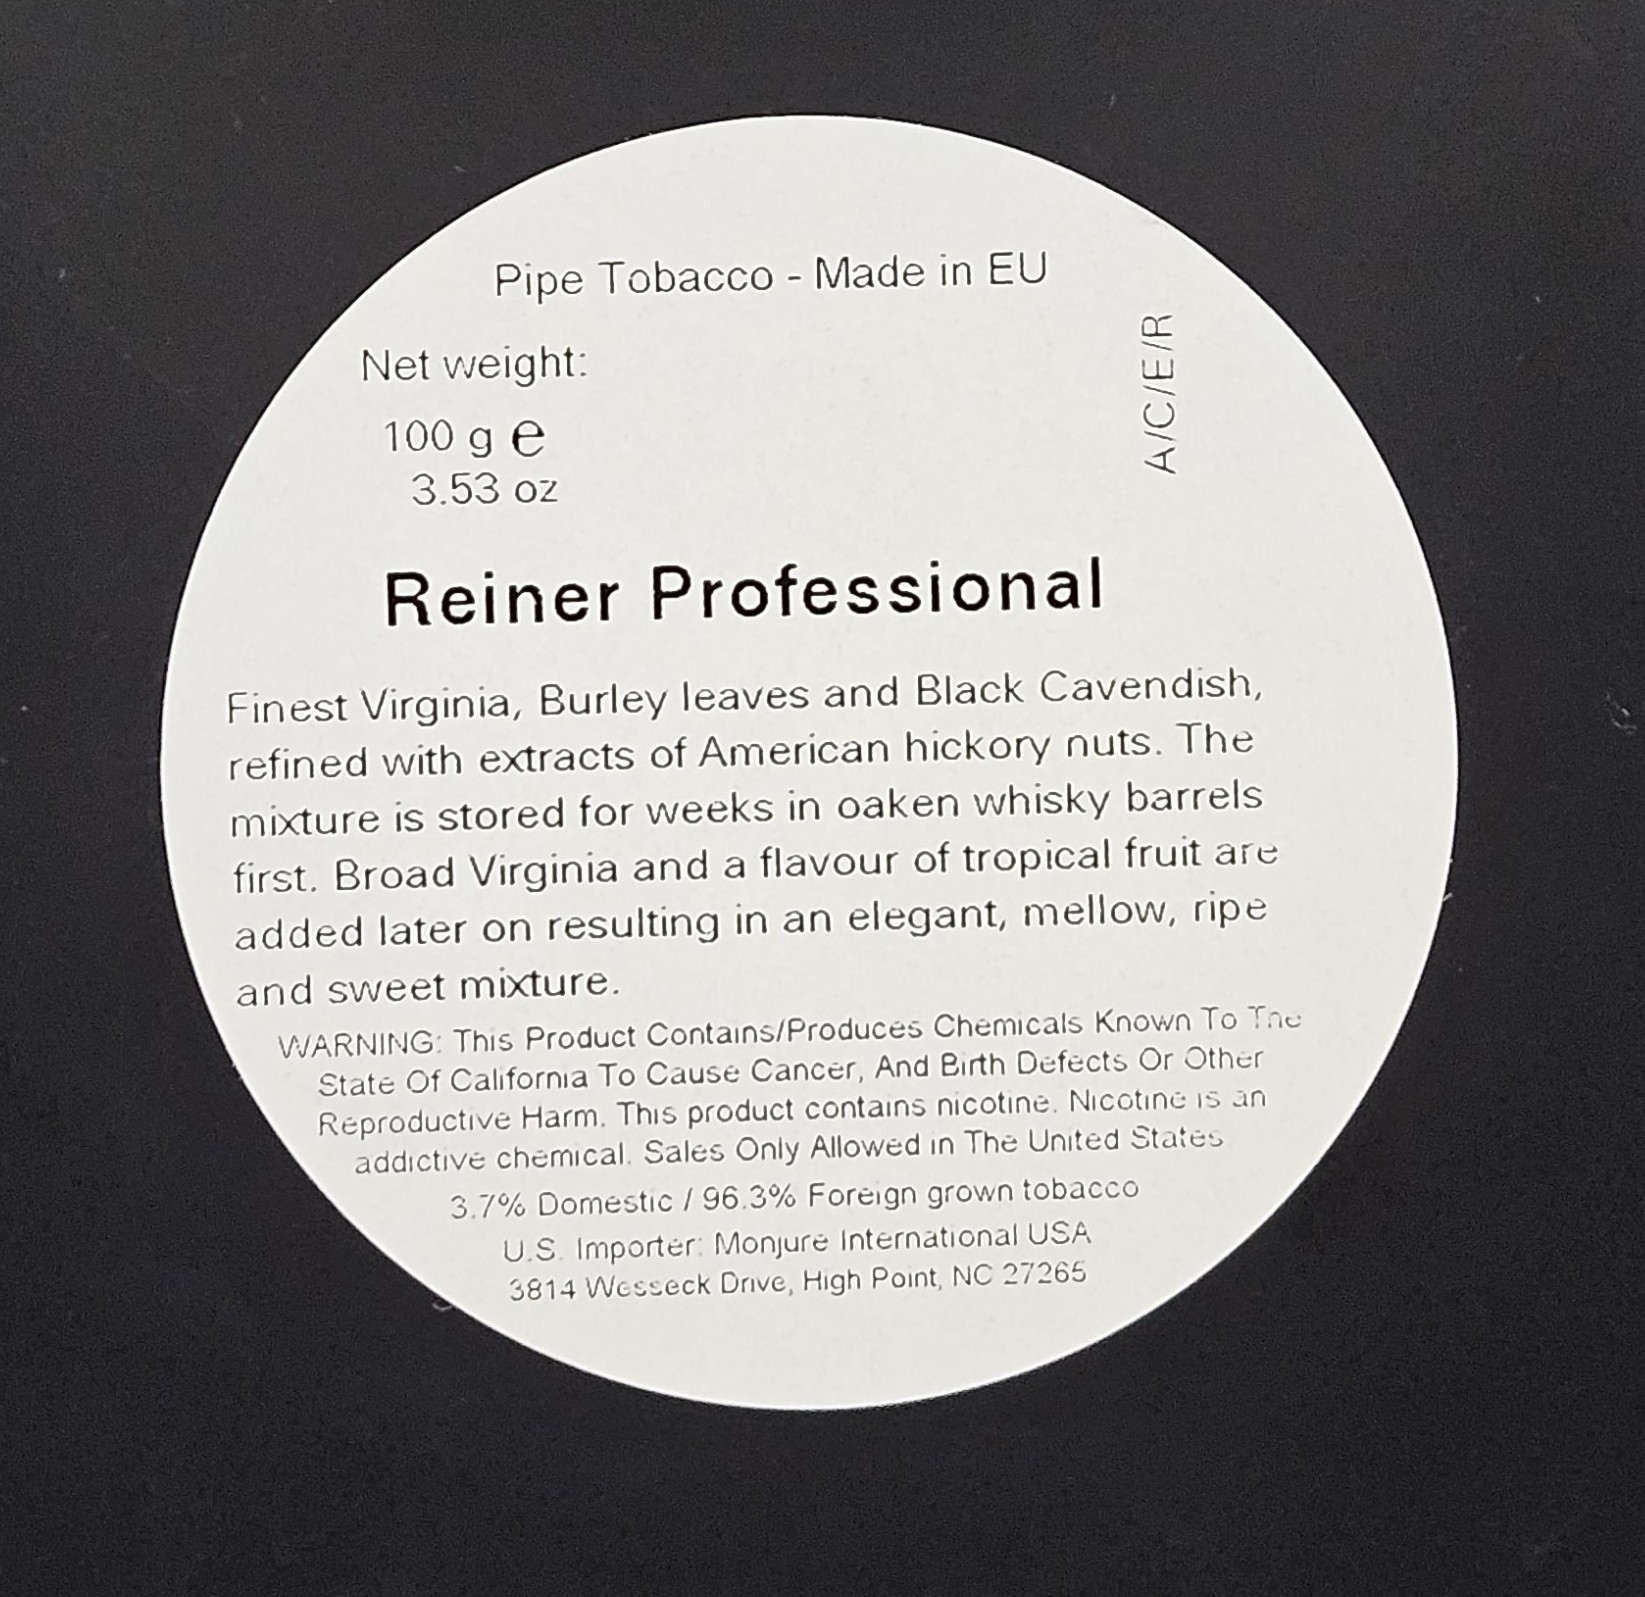 Pipe Tobacco - Made in EU
Net weight:
100 g e
3.53 oz
A/C/E/R
Reiner Professional
Finest Virginia, Burley leaves and Black Cavendish,
refined with extracts of American hickory nuts. The
mixture is stored for weeks in oaken whisky barrels
first. Broad Virginia and a flavour of tropical fruit are
added later on resulting in an elegant, mellow, ripe
and sweet mixture.
WARNING: This Product Contains/Produces Chemicals Known To The
State Of California To Cause Cancer, And Birth Defects Or Other
Reproductive Harm. This product contains nicotine. Nicotine is an
addictive chemical. Sales Only Allowed in The United States
3.7% Domestic / 96.3% Foreign grown tobacco
U.S. Importer: Monjure International USA
3814 Wesseck Drive, High Point, NC 27265